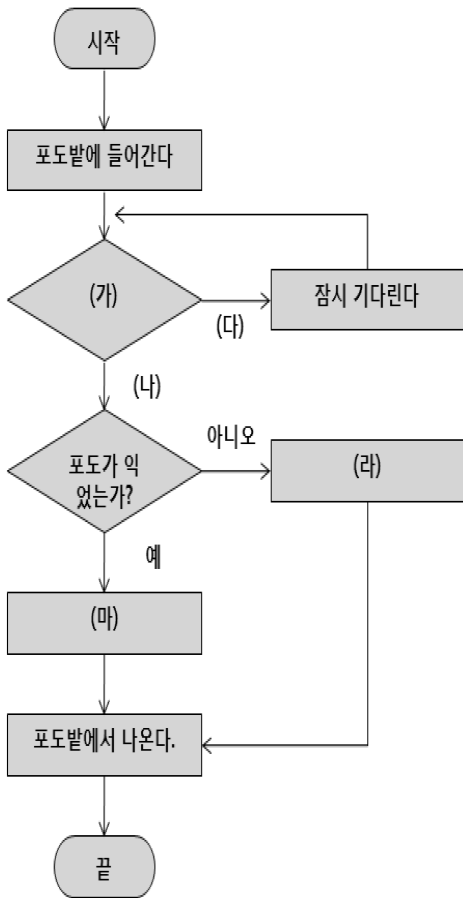 시작
포도밭에 들어간다
(가)
(다)
잠시 기다린다
(나)
포도가 익
었는가?
아니오
(라)
예
(마)
포도밭에서 나온다.
끝